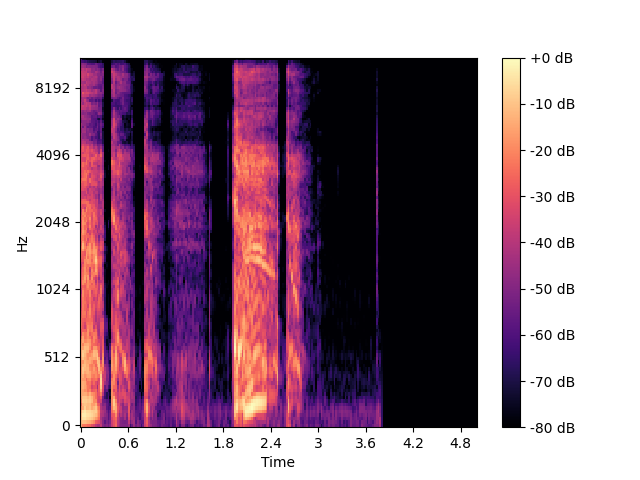 8192
4096
2048
1024
512
0
Hz
0 0.6 1.2 1.8 2.4 3 3.6 4.2 4.8
Time
+0 dB
-10 dB
-20 dB
-30 dB
-40 dB
-50 dB
-60 dB
-70 dB
-80 dB